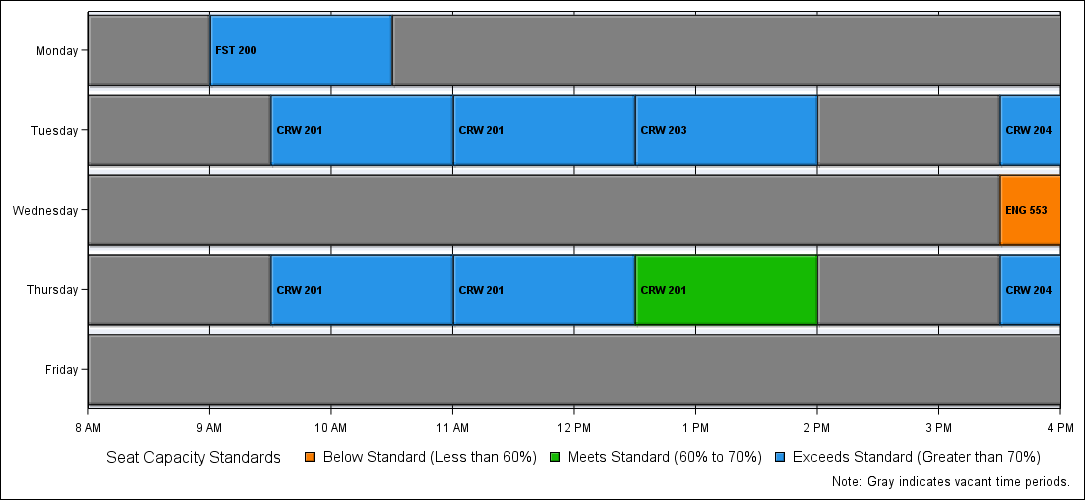 Monday
FST 200
Tuesday
CRW 201 CRW 201 CRW 203 CRW 204
Wednesday
ENG 553
Thursday
CRW 201 CRW 201 CRW 201 CRW 204
Friday
8 AM 9 AM 10 AM 11 AM 12 PM 1 PM 2 PM 3 PM 4 PM
Seat Capacity Standards Below Standard (Less than 60%) Meets Standard (60% to 70%) Exceeds Standard (Greater than 70%)
Note: Gray indicates vacant time periods.